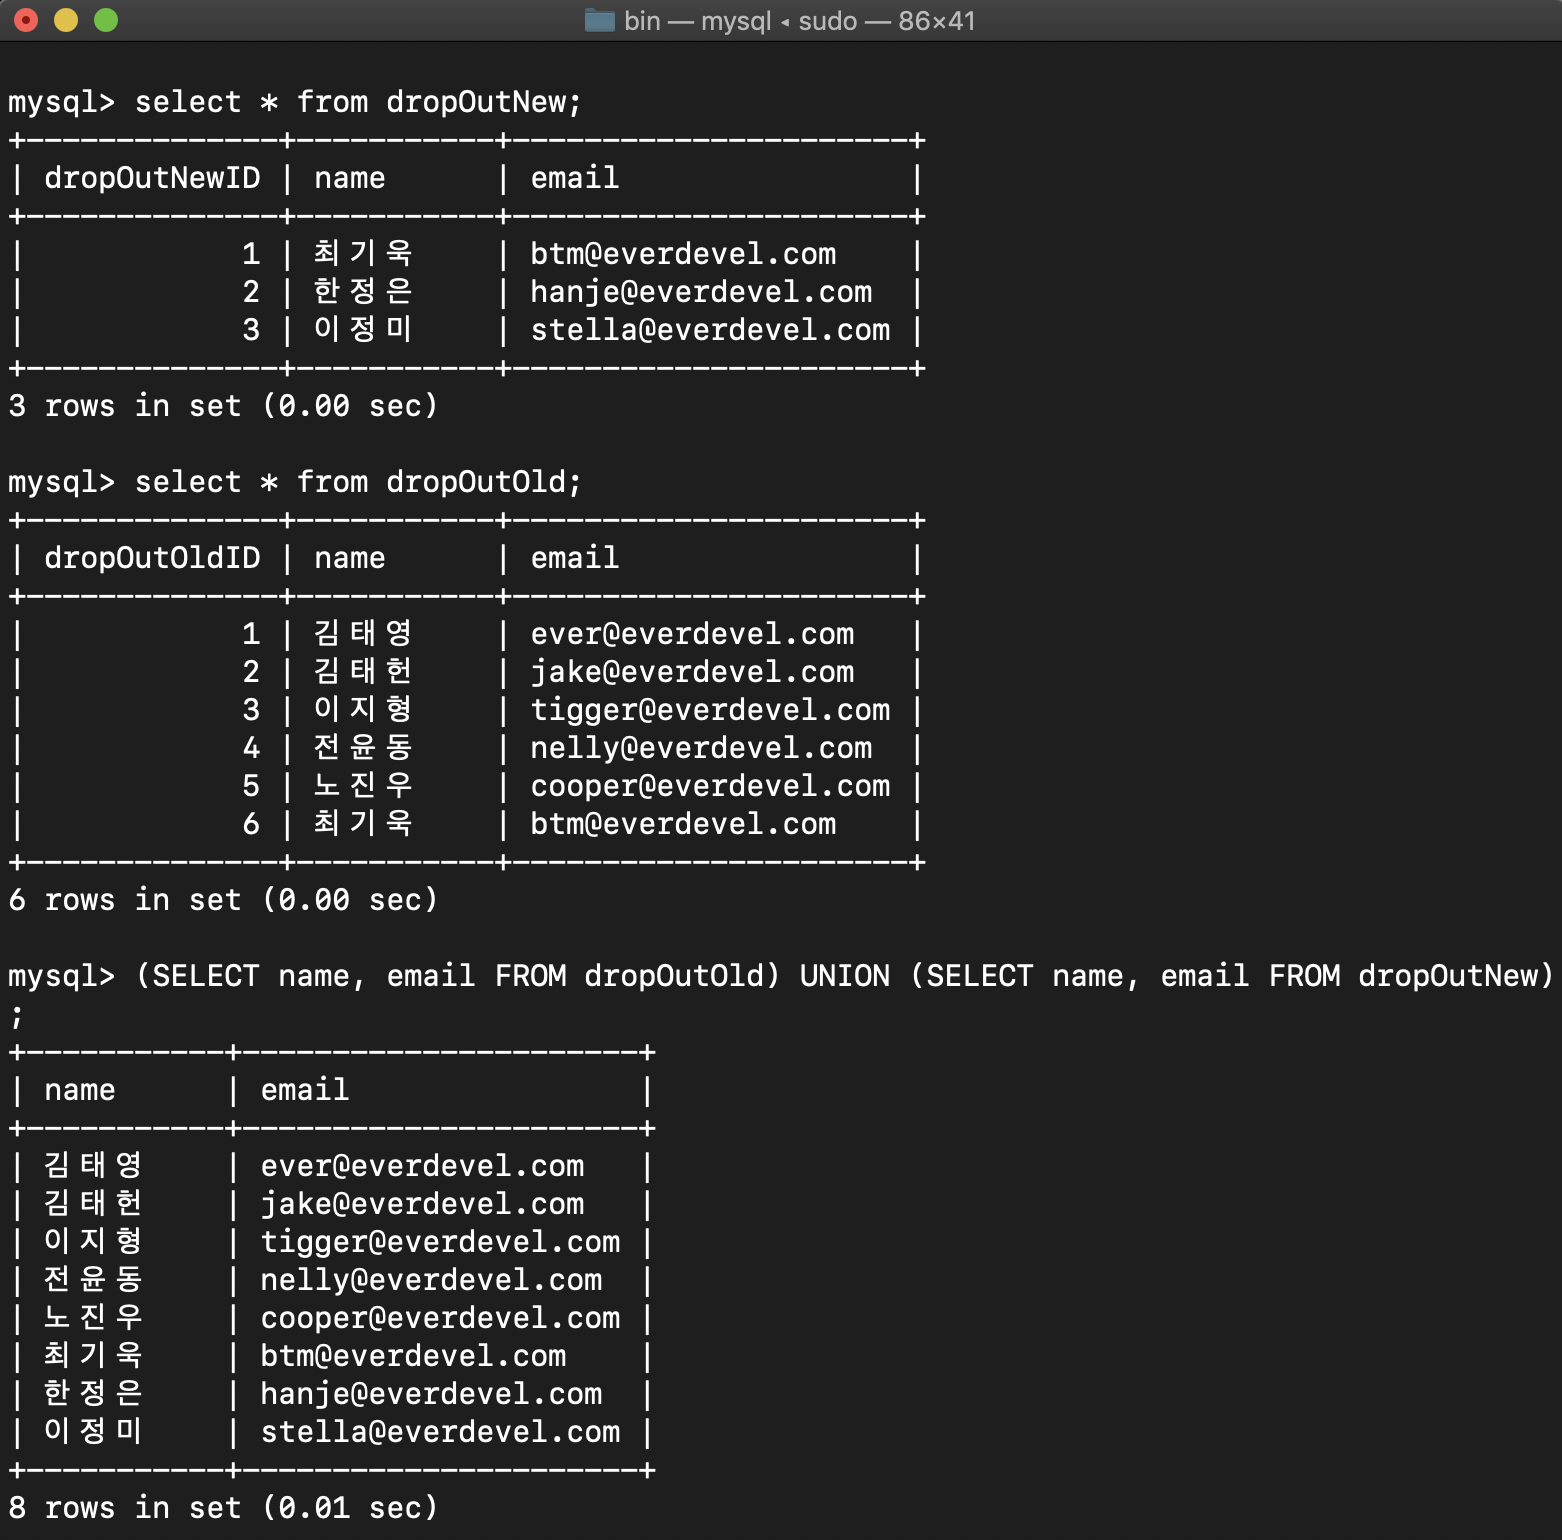 bin — mysql ◂ sudo — 86×41
mysql> select * from dropOutNew;
+--------------+-----------+----------------------+
| dropOutNewID | name      | email                |
+--------------+-----------+----------------------+
|            1 | 최기욱    | btm@everdevel.com    |
|            2 | 한정은    | hanje@everdevel.com  |
|            3 | 이정미    | stella@everdevel.com |
+--------------+-----------+----------------------+
3 rows in set (0.00 sec)
mysql> select * from dropOutOld;
+--------------+-----------+----------------------+
| dropOutOldID | name      | email                |
+--------------+-----------+----------------------+
|            1 | 김태영    | ever@everdevel.com   |
|            2 | 김태헌    | jake@everdevel.com   |
|            3 | 이지형    | tigger@everdevel.com |
|            4 | 전윤동    | nelly@everdevel.com  |
|            5 | 노진우    | cooper@everdevel.com |
|            6 | 최기욱    | btm@everdevel.com    |
+--------------+-----------+----------------------+
6 rows in set (0.00 sec)
mysql> (SELECT name, email FROM dropOutOld) UNION (SELECT name, email FROM dropOutNew)
;
+-----------+----------------------+
| name      | email                |
+-----------+----------------------+
| 김태영    | ever@everdevel.com   |
| 김태헌    | jake@everdevel.com   |
| 이지형    | tigger@everdevel.com |
| 전윤동    | nelly@everdevel.com  |
| 노진우    | cooper@everdevel.com |
| 최기욱    | btm@everdevel.com    |
| 한정은    | hanje@everdevel.com  |
| 이정미    | stella@everdevel.com |
+-----------+----------------------+
8 rows in set (0.01 sec)